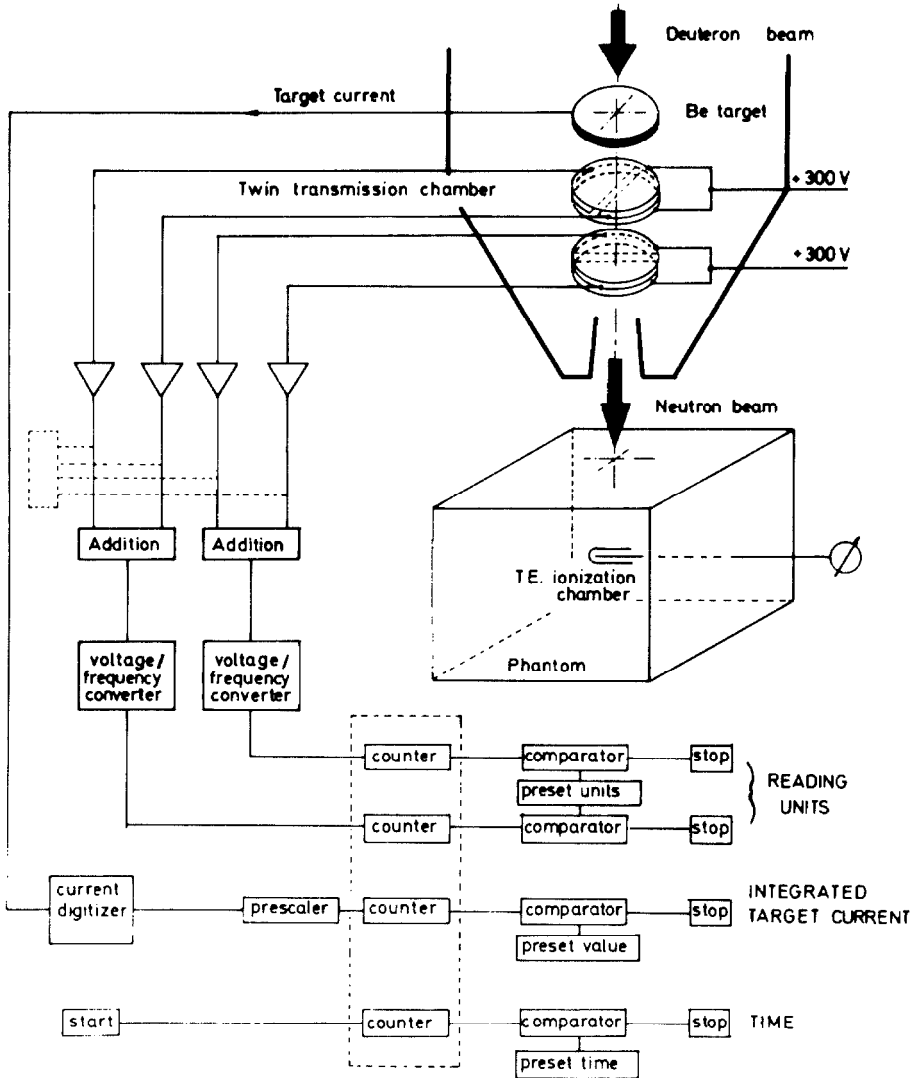 Deuteron beam
Target current
Be target
+ 300 V
Twin transmission chamber
+ 300 V
Neutron beam
Addition
Addition
T.E. ionization
chamber
voltage/
frequency
converter
voltage/
frequency
converter
Phantom
counter
comparator
stop
preset units
READING
UNITS
counter
comparator
stop
current
digitizer
prescaler
counter
comparator
stop
INTEGRATED
TARGET CURRENT
preset value
start
counter
comparator
stop
TIME
preset time